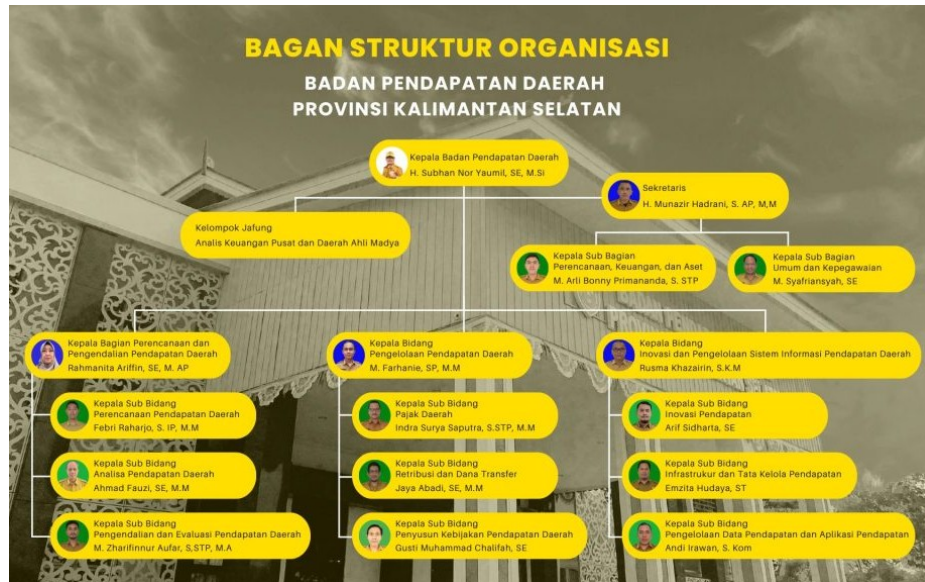 BAGAN STRUKTUR ORGANISASI
BADAN PENDAPATAN DAERAH
PROVINSI KALIMANTAN SELATAN
Kepala Badan Pendapatan Daerah
H. Subhan Nor Yaumil, SE, M.Si
Sekretaris
H. Munazir Hadrani, S. AP, M,M
Kelompok Jafung
Analis Keuangan Pusat dan Daerah Ahli Madya
Kepala Sub Bagian
Perencanaan, Keuangan, dan Aset
M. Arli Bonny Primananda, S. STP
Kepala Sub Bagian
Umum dan Kepegawaian
M. Syafriansyah, SE
Kepala Bagian Perencanaan dan
Pengendalian Pendapatan Daerah
Rahmanita Ariffin, SE, M. AP
Kepala Sub Bidang
Perencanaan Pendapatan Daerah
Febri Raharjo, S. IP, M.M
Kepala Sub Bidang
Analisa Pendapatan Daerah
Ahmad Fauzi, SE, M.M
Kepala Sub Bidang
Pengendalian dan Evaluasi Pendapatan Daerah
M. Zharifinnur Aufar, S,STP, M.A
Kepala Bidang
Pengelolaan Pendapatan Daerah
M. Farhanie, SP, M.M
Kepala Sub Bidang
Pajak Daerah
Indra Surya Saputra, S.STP, M.M
Kepala Sub Bidang
Retribusi dan Dana Transfer
Jaya Abadi, SE, M.M
Kepala Sub Bidang
Penyusun Kebijakan Pendapatan Daerah
Gusti Muhammad Chalifah, SE
Kepala Bidang
Inovasi dan Pengelolaan Sistem Informasi Pendapatan Daerah
Rusma Khazairin, S.K.M
Kepala Sub Bidang
Inovasi Pendapatan
Arif Sidharta, SE
Kepala Sub Bidang
Infrastrukur dan Tata Kelola Pendapatan
Emzita Hudaya, ST
Kepala Sub Bidang
Pengelolaan Data Pendapatan dan Aplikasi Pendapatan
Andi Irawan, S. Kom